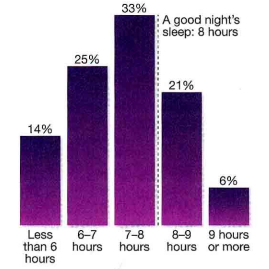 33%
A good night's
sleep: 8 hours
25%
21%
14%
6%
Less
than 6
hours
6–7
hours
7–8
hours
8–9
hours
9 hours
or more